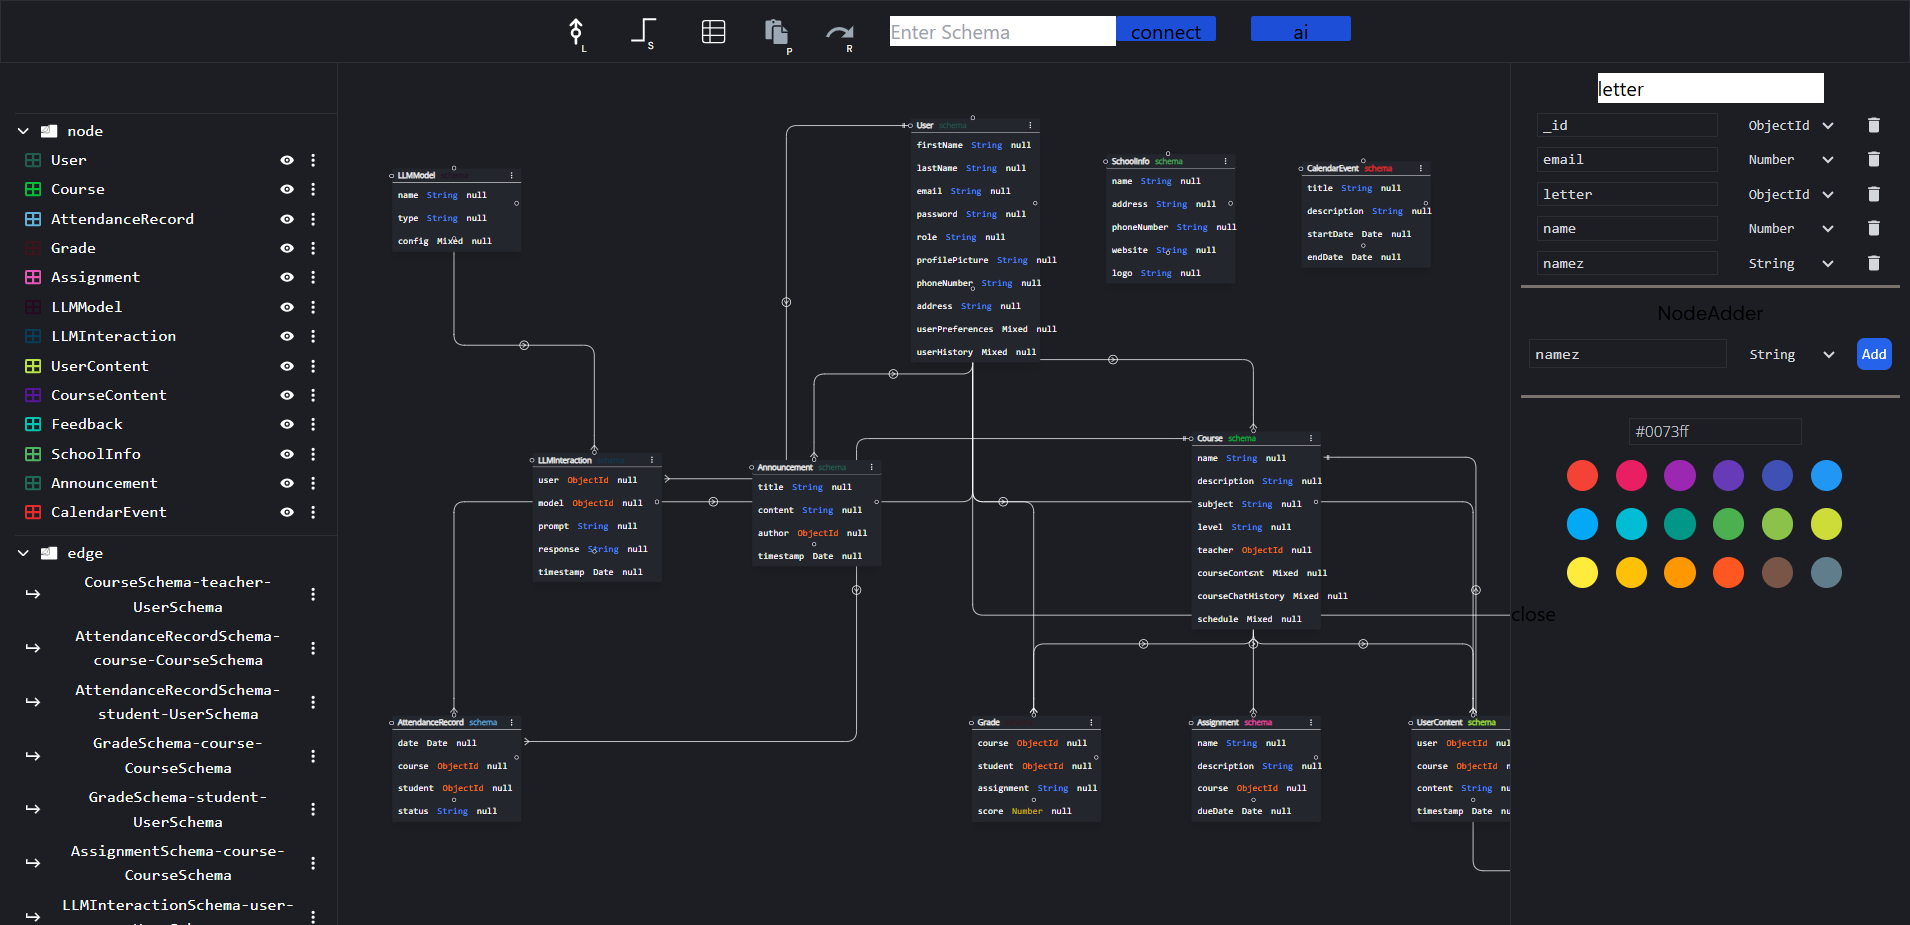 L
S
P
R
Enter Schema
connect
ai
node
User
Course
AttendanceRecord
Grade
Assignment
LLMModel
LLMInteraction
UserContent
CourseContent
Feedback
SchoolInfo
Announcement
CalendarEvent
edge
CourseSchema-teacher-
UserSchema
AttendanceRecordSchema-
course-CourseSchema
AttendanceRecordSchema-
student-UserSchema
GradeSchema-course-
CourseSchema
GradeSchema-student-
UserSchema
AssignmentSchema-course-
CourseSchema
LLMInteractionSchema-user-
LLMModel schema
name String null
type String null
config Mixed null
User schema
firstName String null
lastName String null
email String null
password String null
role String null
profilePicture String null
phoneNumber String null
address String null
userPreferences Mixed null
userHistory Mixed null
SchoolInfo schema
name String null
address String null
phoneNumber String null
website String null
logo String null
CalendarEvent schema
title String null
description String null
startDate Date null
endDate Date null
LLMInteraction schema
user ObjectId null
model ObjectId null
prompt String null
response String null
timestamp Date null
Announcement schema
title String null
content String null
author ObjectId null
timestamp Date null
Course schema
name String null
description String null
subject String null
level String null
teacher ObjectId null
courseContent Mixed null
courseChatHistory Mixed null
schedule Mixed null
AttendanceRecord schema
date Date null
course ObjectId null
student ObjectId null
status String null
Grade
course ObjectId null
student ObjectId null
assignment String null
score Number null
Assignment schema
name String null
description String null
course ObjectId null
dueDate Date null
UserContent schema
user ObjectId nul
course ObjectId n
content String nu
timestamp Date nu
letter
_id ObjectId
email Number
letter ObjectId
name Number
namez String
NodeAdder
namez String Add
#0073ff
close